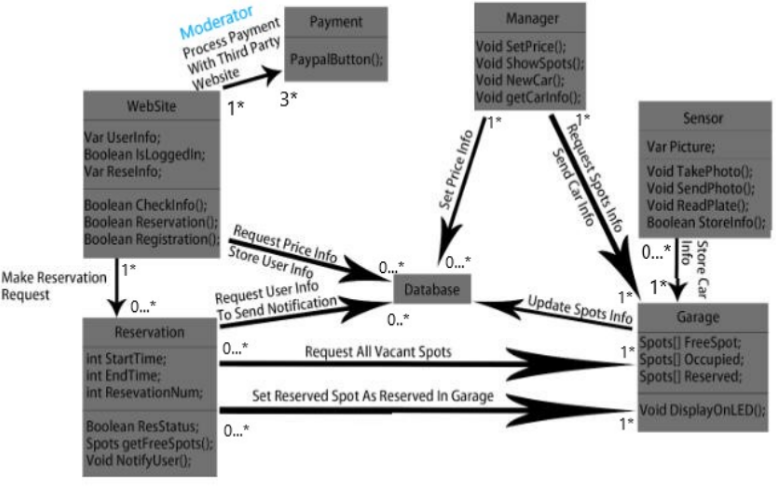 Moderator
Process Payment
With Third Party
Website
1*
3*
Payment
PaypalButton();
Manager
Void SetPrice();
Void ShowSpots();
Void NewCar();
Void getCarInfo();
1*
1*
Sensor
Var Picture;
Void TakePhoto();
Void SendPhoto();
Void ReadPlate();
Boolean StoreInfo();
WebSite
Var UserInfo;
Boolean IsLoggedIn;
Var ReseInfo;
Boolean CheckInfo();
Boolean Reservation();
Boolean Registration();
Set Price Info
Request Spots Info
Send Car Info
0...*
Store Car
Info
1*
Request Price Info
Store User Info
0...*
0...*
Database
0..*
Make Reservation
Request
1*
0...*
Request User Info
To Send Notification
Update Spots Info
1*
Reservation
int StartTime;
int EndTime;
int ResevationNum;
Boolean ResStatus;
Spots getFreeSpots();
Void NotifyUser();
0...*
Request All Vacant Spots
1*
Set Reserved Spot As Reserved In Garage
0...*
1*
Garage
Spots[] FreeSpot;
Spots[] Occupied;
Spots[] Reserved;
Void DisplayOnLED();